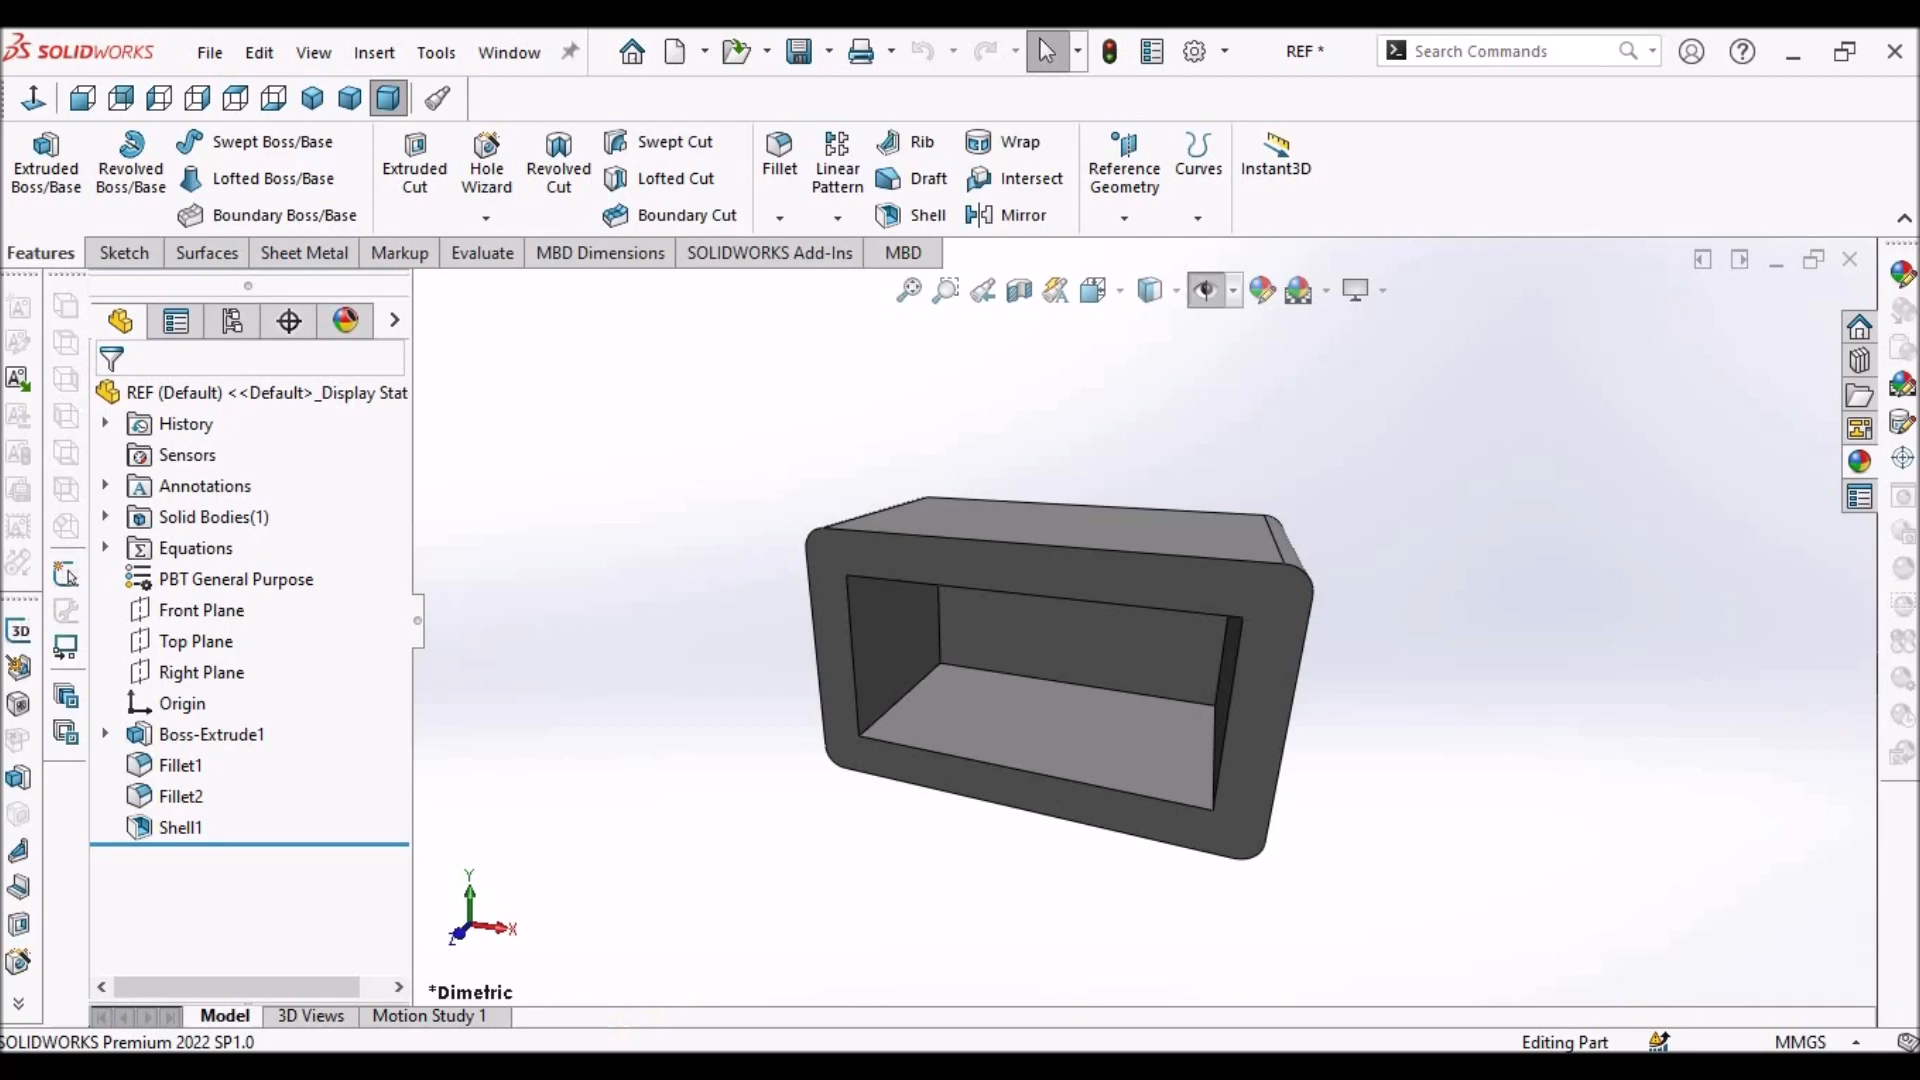 SOLIDWORKS File Edit View Insert Tools Window REF * Search Commands
Extruded Boss/Base
Revolved Boss/Base
Swept Boss/Base
Lofted Boss/Base
Boundary Boss/Base
Extruded Cut
Hole Wizard
Revolved Cut
Swept Cut
Lofted Cut
Boundary Cut
Fillet
Linear Pattern
Rib
Draft
Shell
Wrap
Intersect
Mirror
Reference Geometry
Curves
Instant3D
Features Sketch Surfaces Sheet Metal Markup Evaluate MBD Dimensions SOLIDWORKS Add-Ins MBD
REF (Default) <<Default>_Display Stat
History
Sensors
Annotations
Solid Bodies(1)
Equations
PBT General Purpose
Front Plane
Top Plane
Right Plane
Origin
Boss-Extrude1
Fillet1
Fillet2
Shell1
3D
Y
X
Z
*Dimetric
Model 3D Views Motion Study 1
SOLIDWORKS Premium 2022 SP1.0 Editing Part MMGS